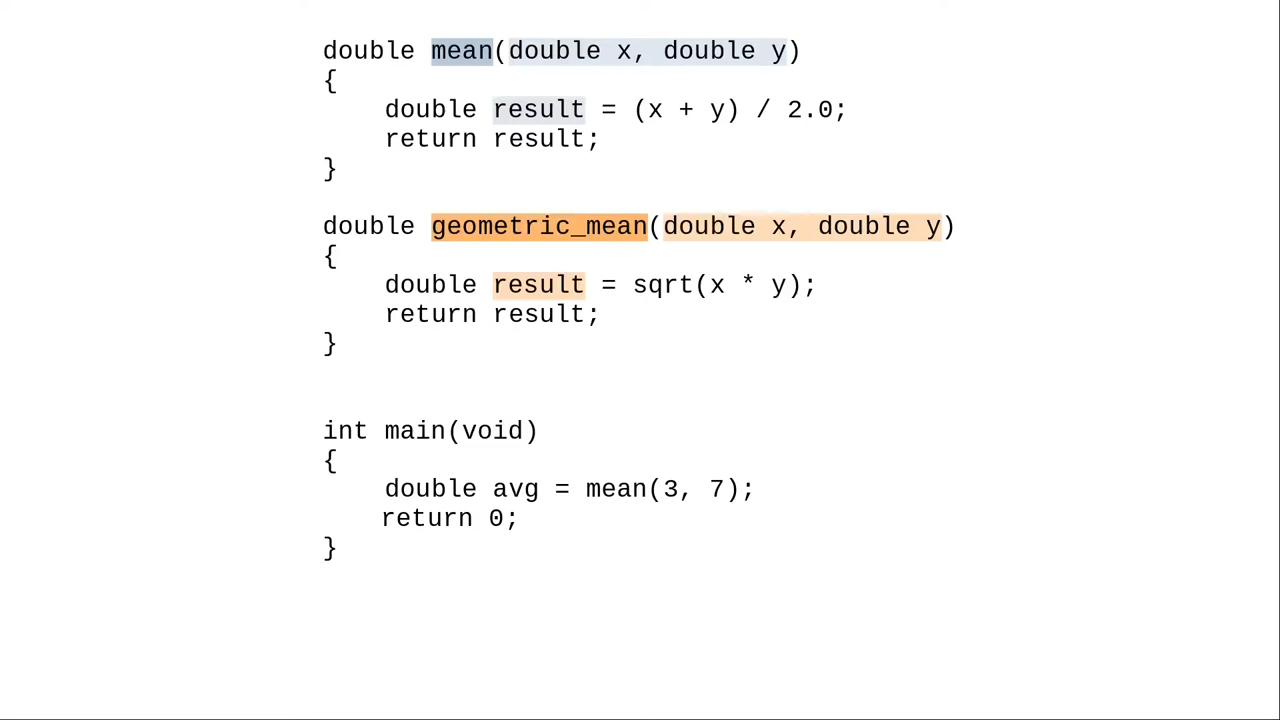 double mean(double x, double y)
{
    double result = (x + y) / 2.0;
    return result;
}
double geometric_mean(double x, double y)
{
    double result = sqrt(x * y);
    return result;
}
int main(void)
{
    double avg = mean(3, 7);
    return 0;
}